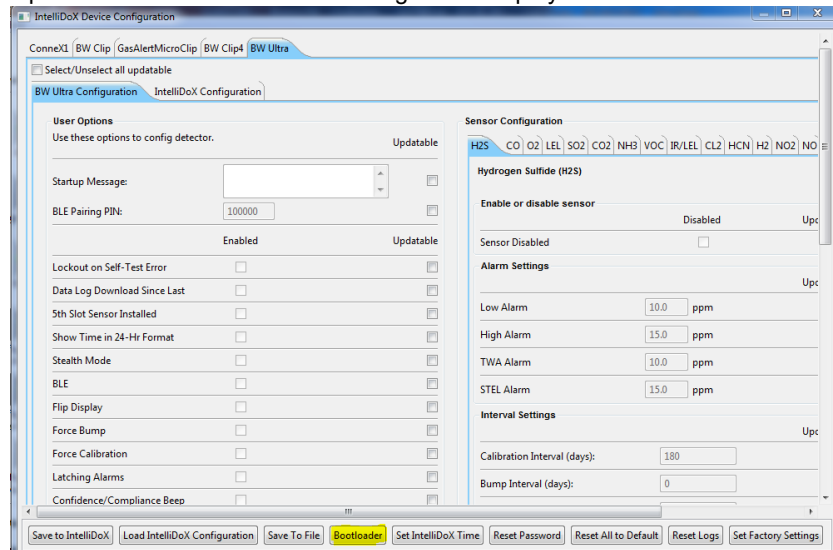 IntelliDoX Device Configuration
ConneX1 BW Clip GasAlertMicroClip BW Clip4 BW Ultra
Select/Unselect all updatable
BW Ultra Configuration IntelliDoX Configuration
User Options
Use these options to config detector.
Updatable
Startup Message:
BLE Pairing PIN: 100000
Enabled Updatable
Lockout on Self-Test Error
Data Log Download Since Last
5th Slot Sensor Installed
Show Time in 24-Hr Format
Stealth Mode
BLE
Flip Display
Force Bump
Force Calibration
Latching Alarms
Confidence/Compliance Beep
Sensor Configuration
H2S CO O2 LEL SO2 CO2 NH3 VOC IR/LEL CL2 HCN H2 NO2 NO
Hydrogen Sulfide (H2S)
Enable or disable sensor
Disabled Upd
Sensor Disabled
Alarm Settings
Upd
Low Alarm 10.0 ppm
High Alarm 15.0 ppm
TWA Alarm 10.0 ppm
STEL Alarm 15.0 ppm
Interval Settings
Upd
Calibration Interval (days): 180
Bump Interval (days): 0
Save to IntelliDoX Load IntelliDoX Configuration Save To File Bootloader Set IntelliDoX Time Reset Password Reset All to Default Reset Logs Set Factory Settings